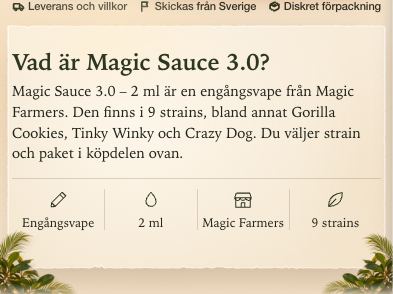 Leverans och villkor Skickas från Sverige Diskret förpackning
Vad är Magic Sauce 3.0?
Magic Sauce 3.0 – 2 ml är en engångsvape från Magic
Farmers. Den finns i 9 strains, bland annat Gorilla
Cookies, Tinky Winky och Crazy Dog. Du väljer strain
och paket i köpdelen ovan.
Engångsvape 2 ml Magic Farmers 9 strains